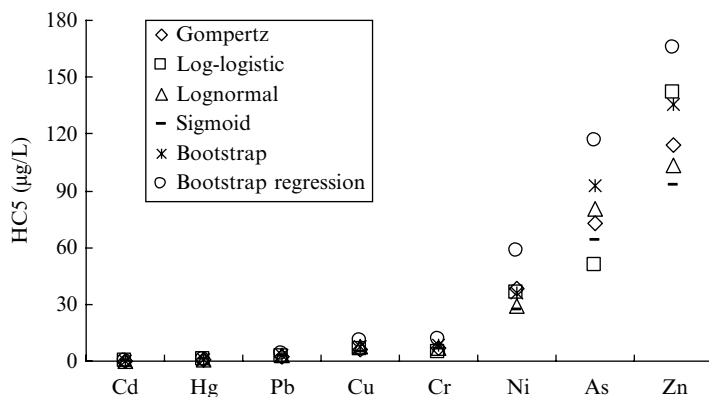 180
150
120
90
60
30
0
HC5 (μg/L)
Gompertz
Log-logistic
Lognormal
Sigmoid
Bootstrap
Bootstrap regression
Cd Hg Pb Cu Cr Ni As Zn